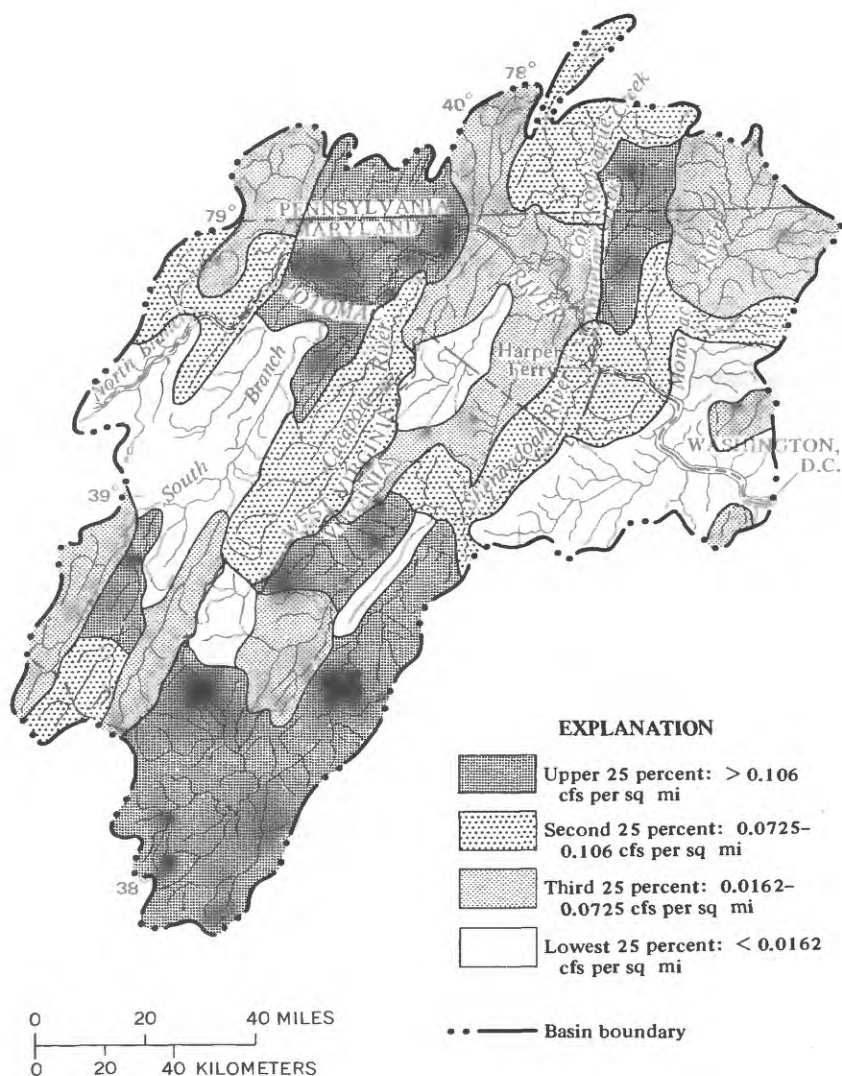 78°
40°
79°
PENNSYLVANIA
MARYLAND
River
RIVER
POTOMAC
North Branch
Branch
River
Harpers
Ferry
Monocacy
Cacapon
WASHINGTON,
D.C.
Shenandoah River
WEST VIRGINIA
VIRGINIA
South
39°
38°
EXPLANATION
Upper 25 percent: > 0.106
cfs per sq mi
Second 25 percent: 0.0725–
0.106 cfs per sq mi
Third 25 percent: 0.0162–
0.0725 cfs per sq mi
Lowest 25 percent: < 0.0162
cfs per sq mi
Basin boundary
0 20 40 MILES
0 20 40 KILOMETERS